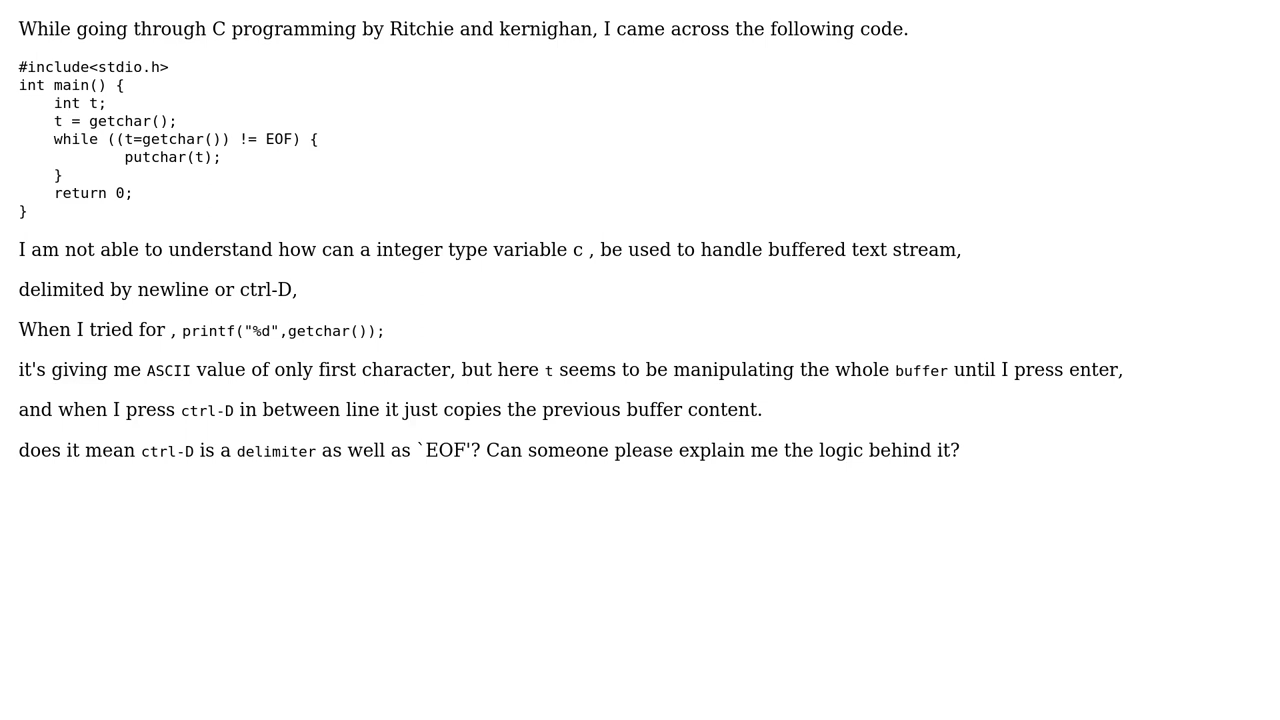 While going through C programming by Ritchie and kernighan, I came across the following code.
#include<stdio.h>
int main() {
    int t;
    t = getchar();
    while ((t=getchar()) != EOF) {
            putchar(t);
    }
    return 0;
}
I am not able to understand how can a integer type variable c , be used to handle buffered text stream,
delimited by newline or ctrl-D,
When I tried for , printf("%d",getchar());
it's giving me ASCII value of only first character, but here t seems to be manipulating the whole buffer until I press enter,
and when I press ctrl-D in between line it just copies the previous buffer content.
does it mean ctrl-D is a delimiter as well as `EOF'? Can someone please explain me the logic behind it?